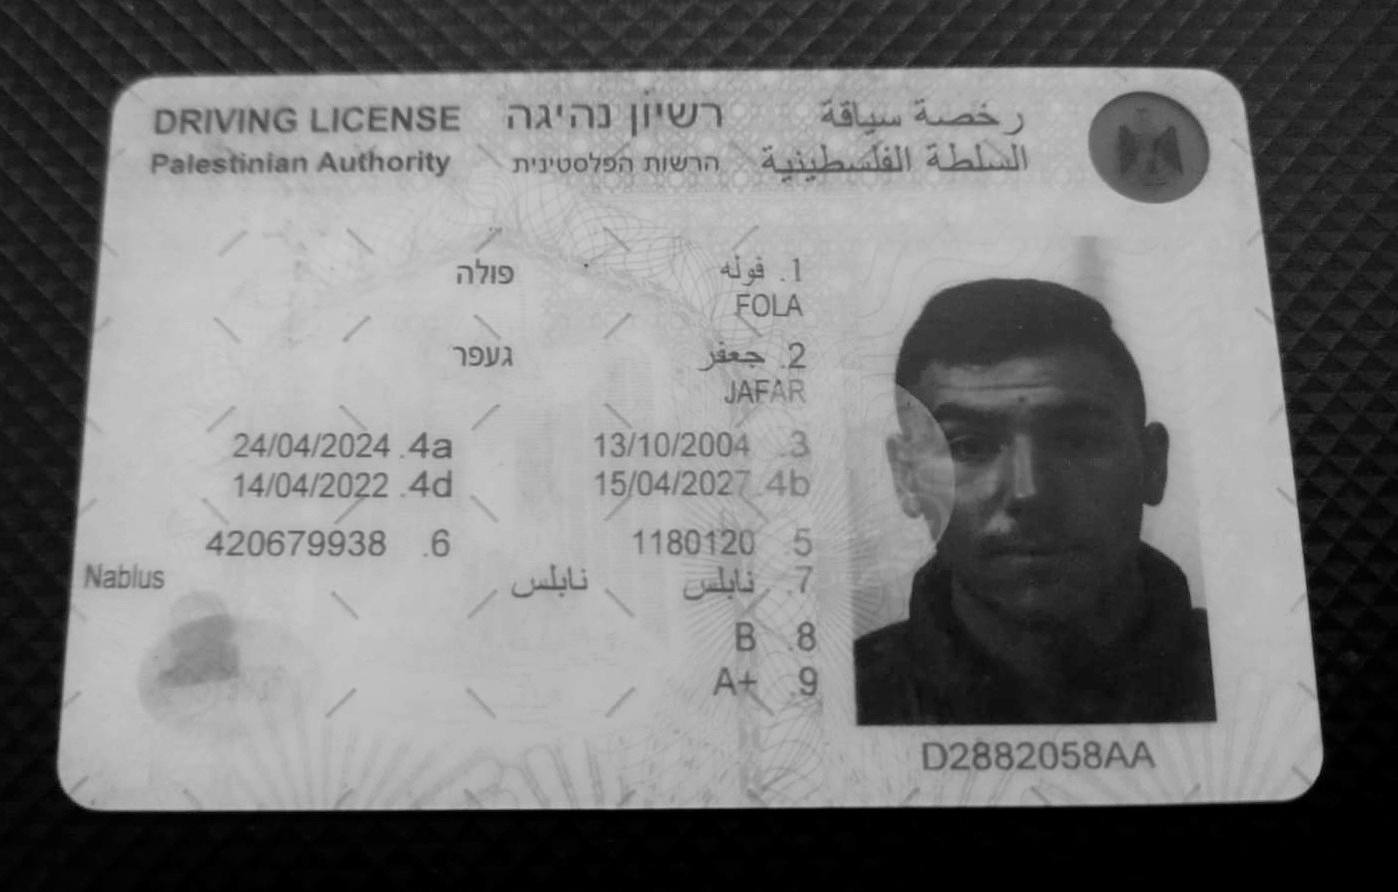 DRIVING LICENSE רשיון נהיגה رخصة سياقة
Palestinian Authority הרשות הפלסטינית السلطة الفلسطينية
1. فوله פולה
FOLA
2. جعفر געפר
JAFAR
3. 13/10/2004 4a. 24/04/2024
4b. 15/04/2027 4d. 14/04/2022
5. 1180120 6. 420679938
7. نابلس نابلس Nablus
8. B
9. A+
D2882058AA